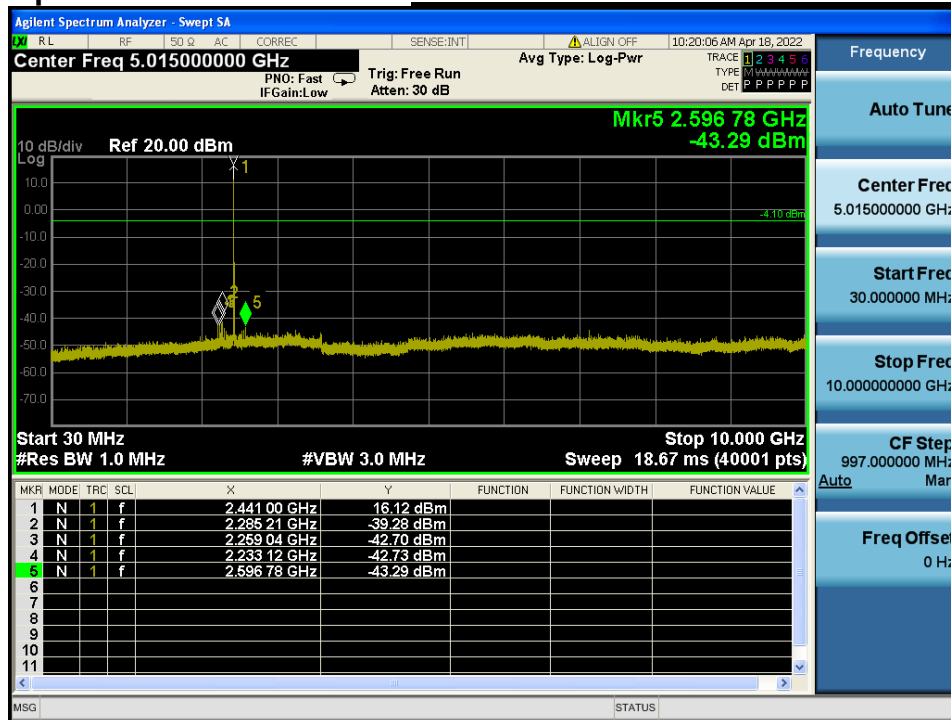 Agilent Spectrum Analyzer - Swept SA
LXI RL RF 50 Ω AC CORREC SENSE:INT ALIGN OFF 10:20:06 AM Apr 18, 2022
Center Freq 5.015000000 GHz
PNO: Fast
IFGain:Low
Trig: Free Run
Atten: 30 dB
Avg Type: Log-Pwr
TRACE 1 2 3 4 5 6
TYPE M
DET P P P P P P
Mkr5 2.596 78 GHz
-43.29 dBm
10 dB/div Ref 20.00 dBm
Log
1
10.0
0.00
-4.10 dBm
-10.0
-20.0
-30.0
2
5
-40.0
-50.0
-60.0
-70.0
Start 30 MHz Stop 10.000 GHz
#Res BW 1.0 MHz #VBW 3.0 MHz Sweep 18.67 ms (40001 pts)
MKR MODE TRC SCL X Y FUNCTION FUNCTION WIDTH FUNCTION VALUE
1 N 1 f 2.441 00 GHz 16.12 dBm
2 N 1 f 2.285 21 GHz -39.28 dBm
3 N 1 f 2.259 04 GHz -42.70 dBm
4 N 1 f 2.233 12 GHz -42.73 dBm
5 N 1 f 2.596 78 GHz -43.29 dBm
6
7
8
9
10
11
MSG STATUS
Frequency
Auto Tune
Center Freq
5.015000000 GHz
Start Freq
30.000000 MHz
Stop Freq
10.000000000 GHz
CF Step
997.000000 MHz
Auto Man
Freq Offset
0 Hz